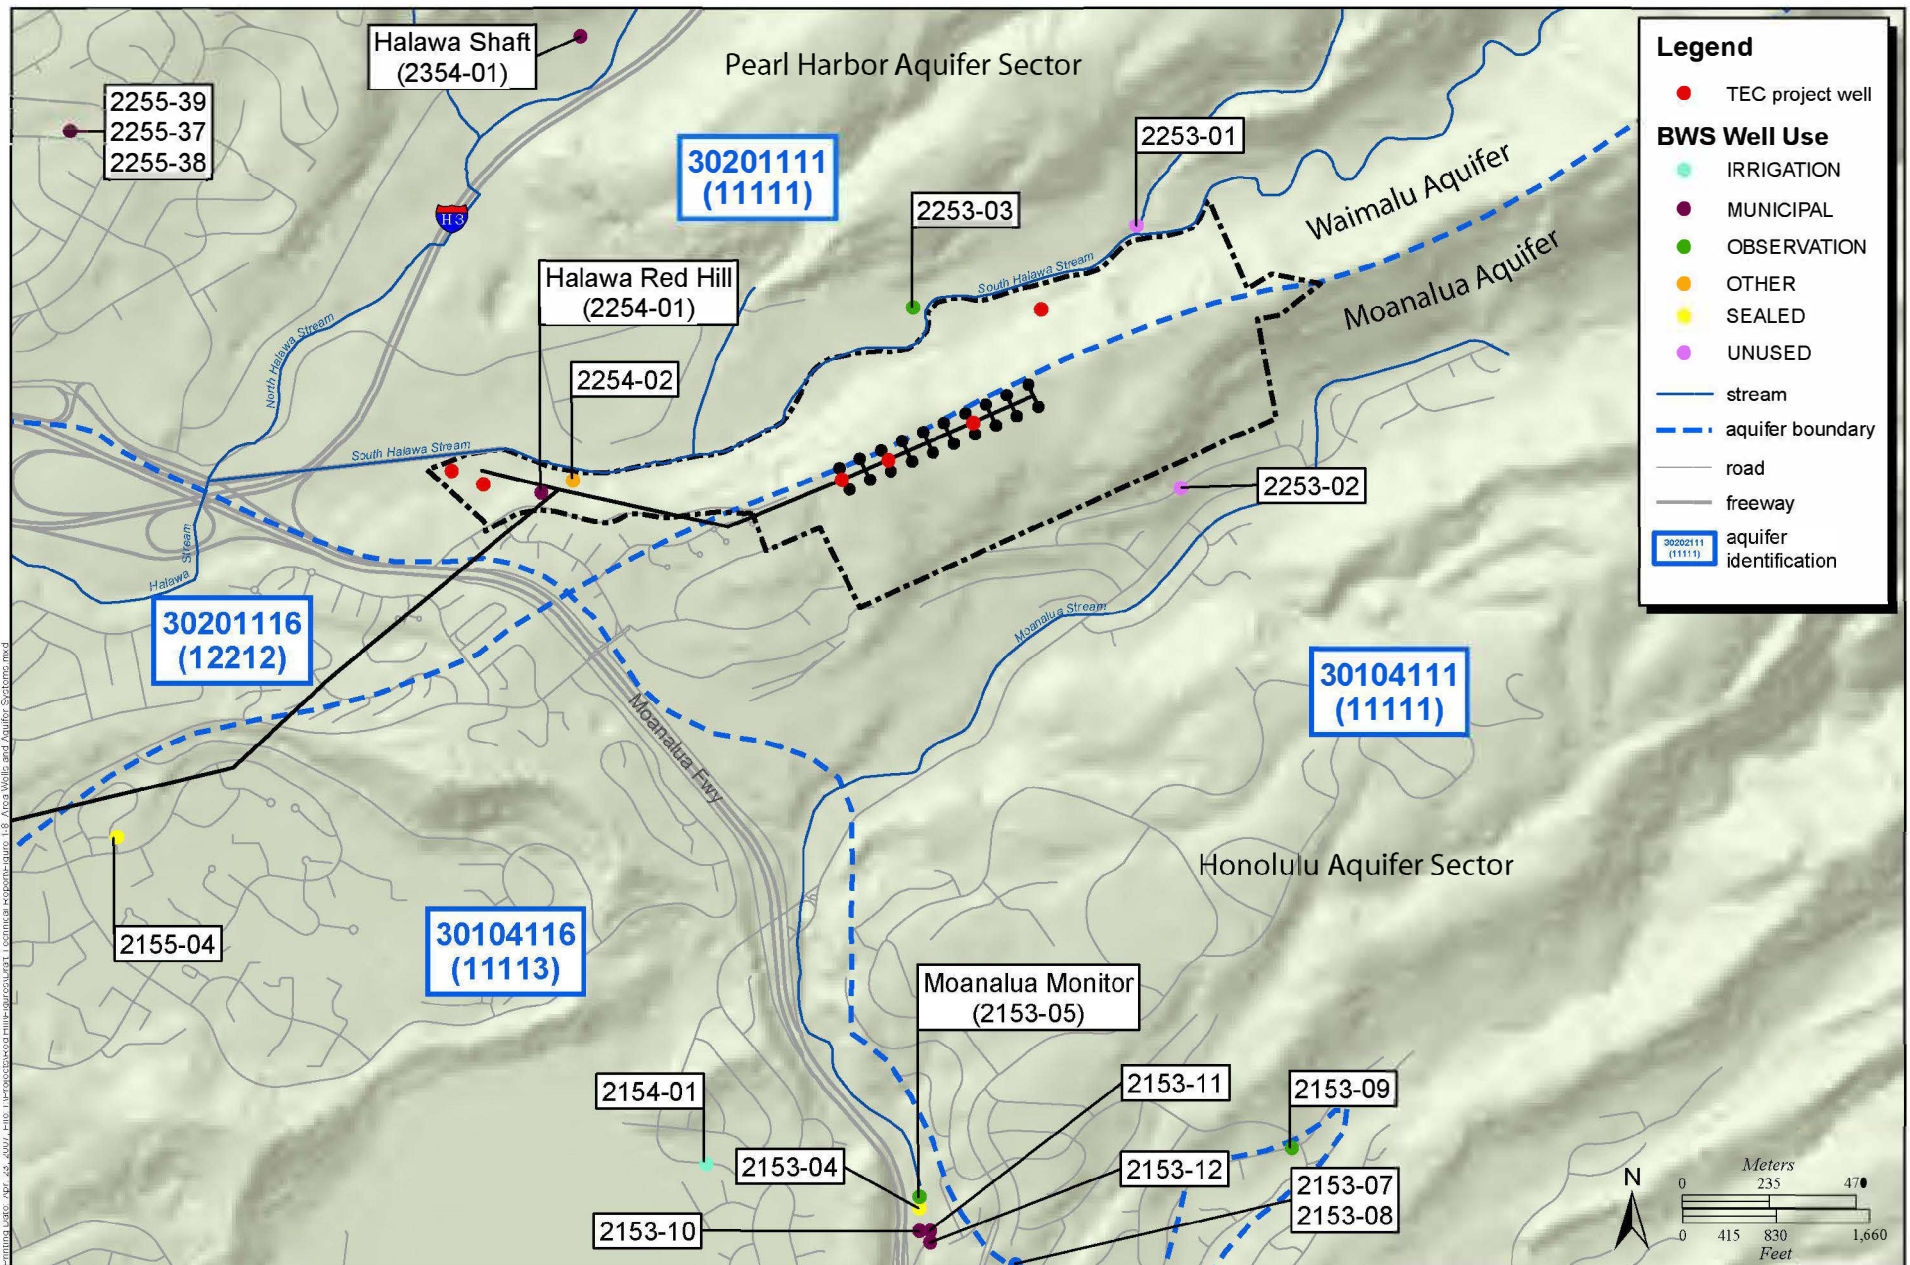 Halawa Shaft
(2354-01)
Pearl Harbor Aquifer Sector
2255-39
2255-37
2255-38
H3
30201111
(11111)
2253-01
2253-03
Waimalu Aquifer
Moanalua Aquifer
Halawa Red Hill
(2254-01)
2254-02
South Halawa Stream
North Halawa Stream
South Halawa Stream
2253-02
Halawa Stream
30201116
(12212)
Moanalua Stream
30104111
(11111)
Moanalua Fwy
Honolulu Aquifer Sector
2155-04
30104116
(11113)
Moanalua Monitor
(2153-05)
2154-01
2153-11
2153-09
2153-04
2153-12
2153-07
2153-08
2153-10
Legend
TEC project well
BWS Well Use
IRRIGATION
MUNICIPAL
OBSERVATION
OTHER
SEALED
UNUSED
stream
aquifer boundary
road
freeway
30202111
(11111)
aquifer
identification
N
Meters
0 235 470
0 415 830 1,660
Feet